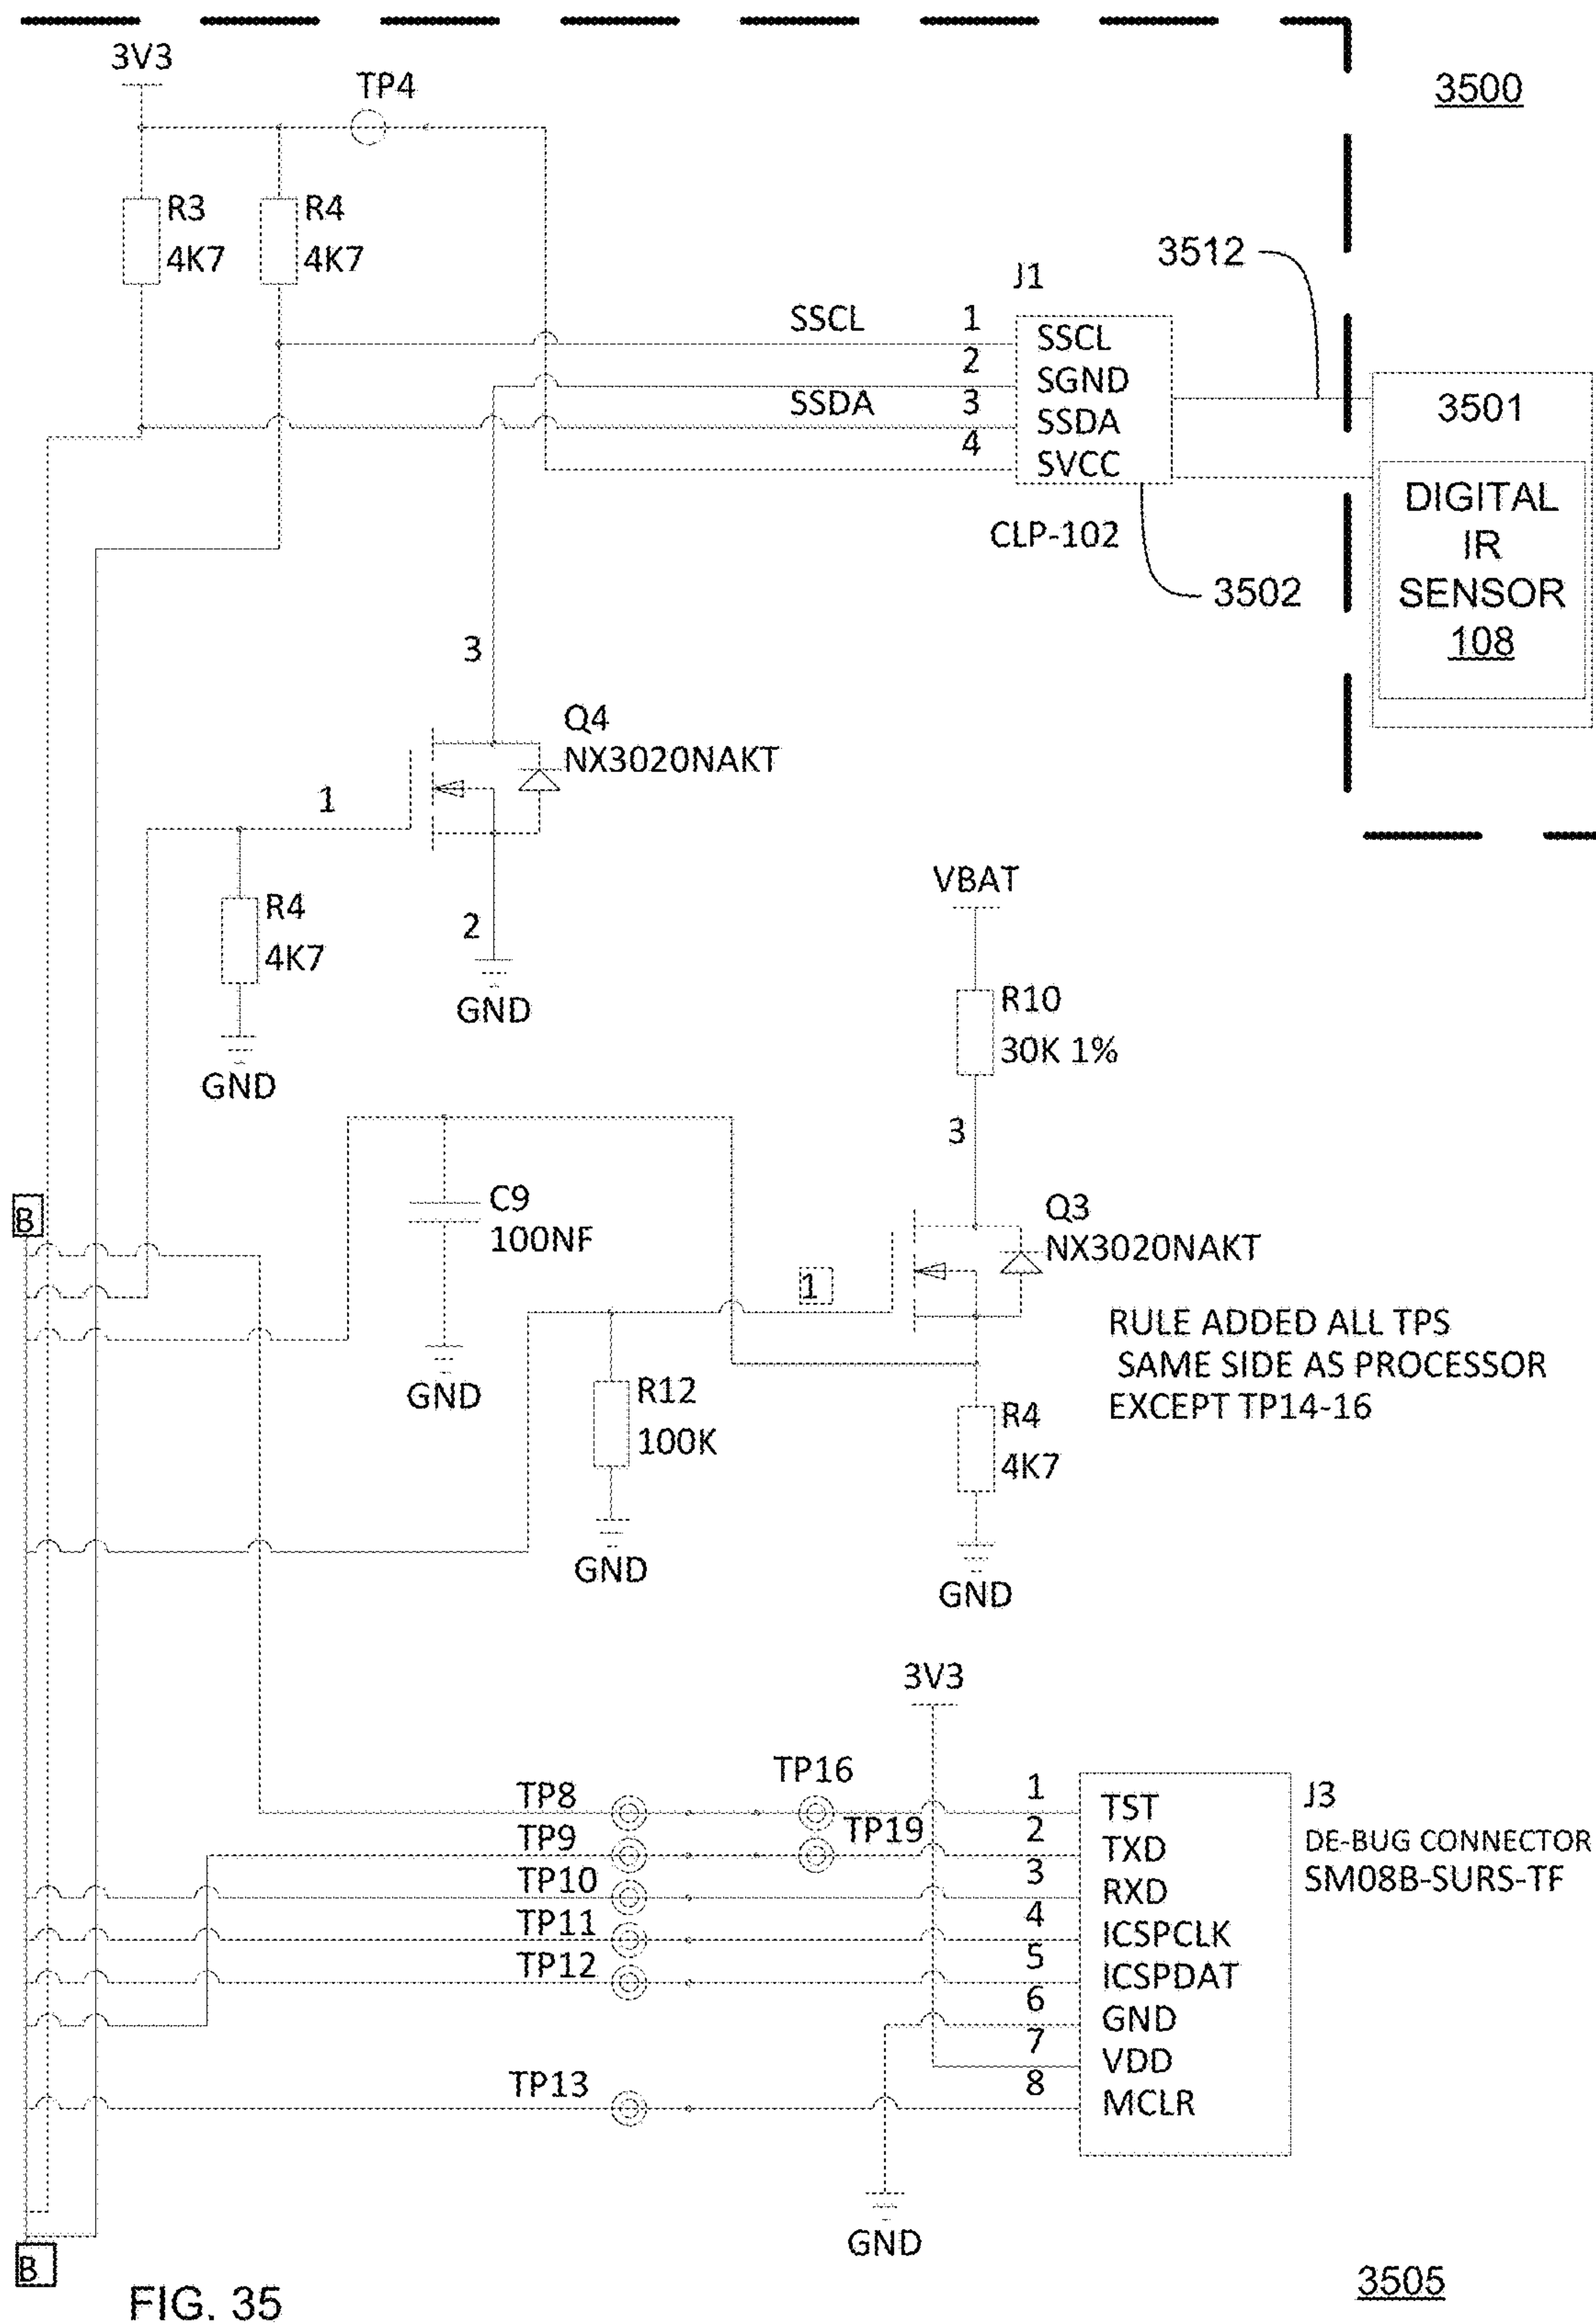 3V3
TP4
3500
R3
4K7
R4
4K7
3512
J1
SSCL
1
SSCL
2
SGND
SSDA
3
SSDA
4
SVCC
3501
DIGITAL
IR
SENSOR
108
CLP-102
3502
3
Q4
NX3020NAKT
1
R4
4K7
2
GND
GND
VBAT
R10
30K 1%
3
B
C9
100NF
Q3
NX3020NAKT
1
RULE ADDED ALL TPS
SAME SIDE AS PROCESSOR
EXCEPT TP14-16
GND
R12
100K
R4
4K7
GND
GND
3V3
TP8
TP16
1
TST
J3
TP9
TP19
2
TXD
DE-BUG CONNECTOR
TP10
3
RXD
SM08B-SURS-TF
TP11
4
ICSPCLK
TP12
5
ICSPDAT
6
GND
7
VDD
TP13
8
MCLR
GND
B
FIG. 35
3505